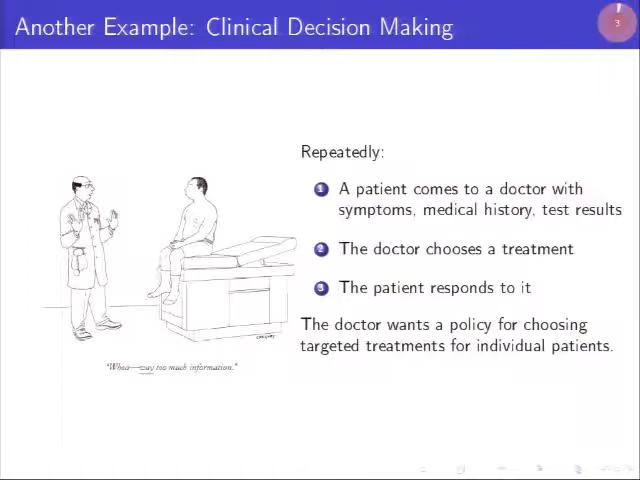 Another Example: Clinical Decision Making
3
Repeatedly:
1 A patient comes to a doctor with
symptoms, medical history, test results
2 The doctor chooses a treatment
3 The patient responds to it
The doctor wants a policy for choosing
targeted treatments for individual patients.
"Whoa—way too much information."